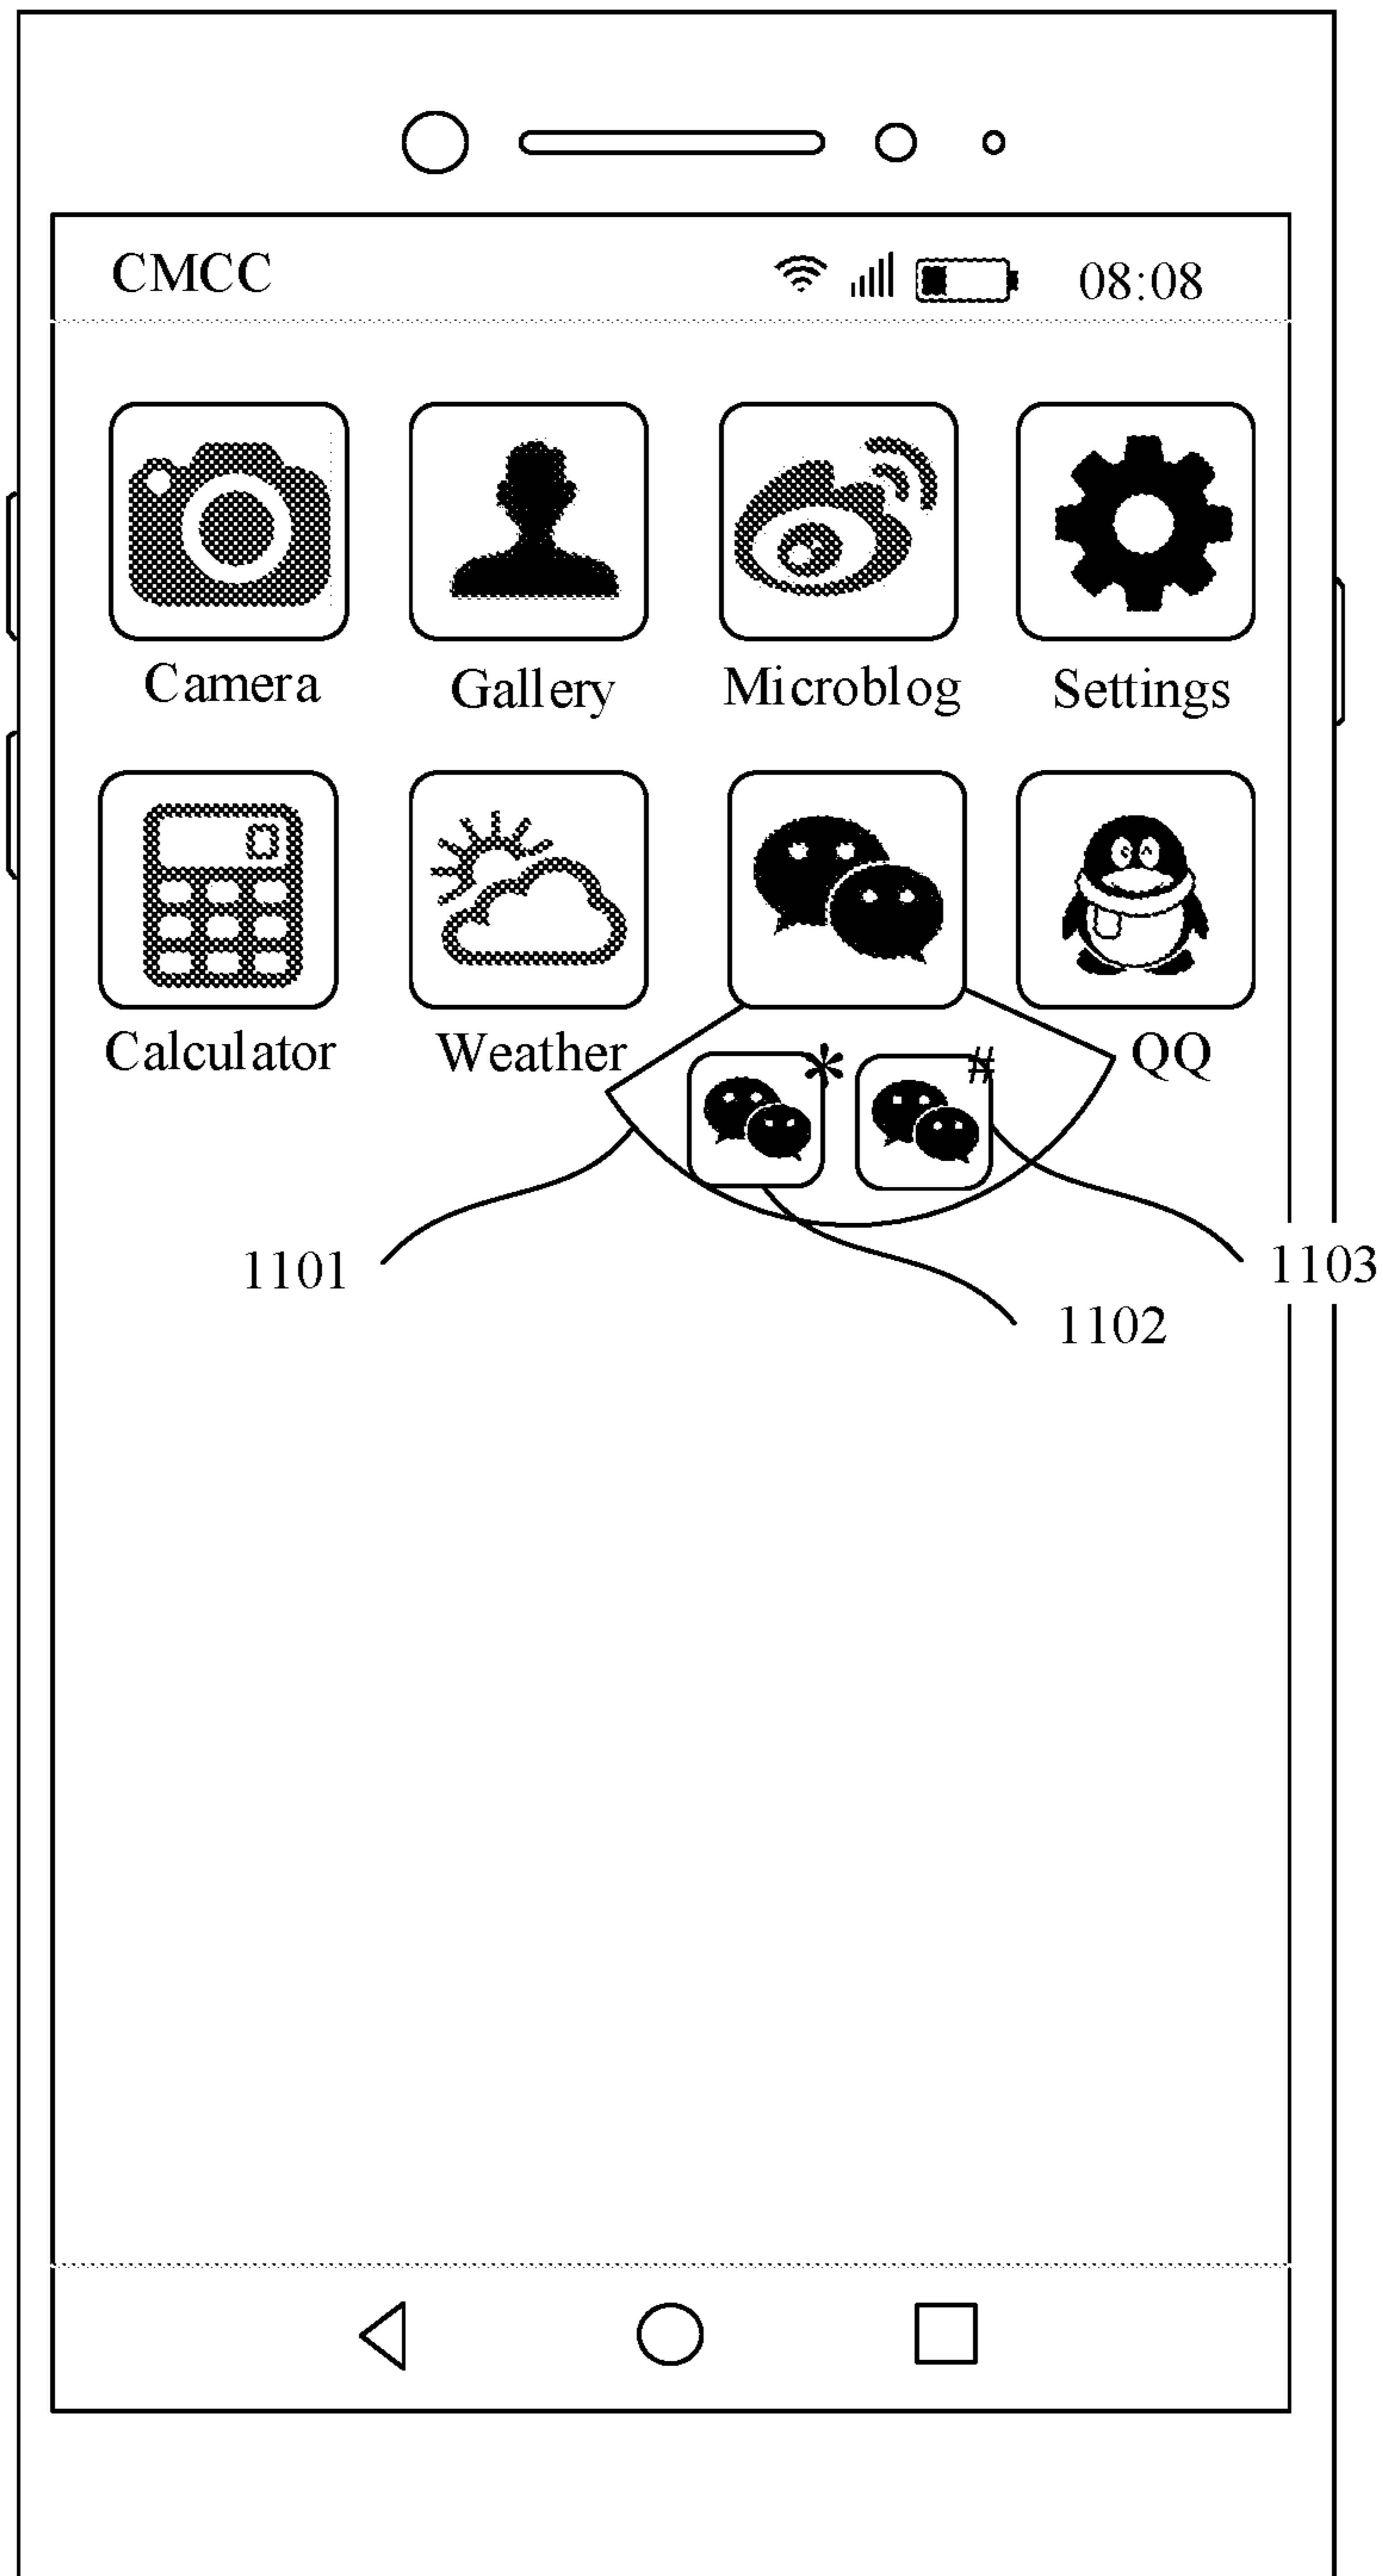 CMCC 08:08
Camera Gallery Microblog Settings
Calculator Weather QQ
* #
1101 1102 1103